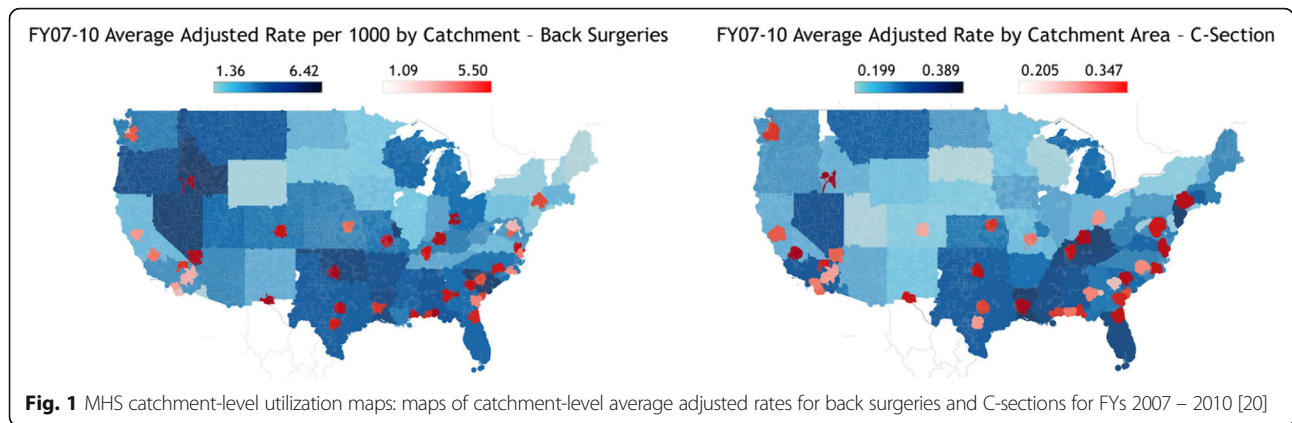 FY07-10 Average Adjusted Rate per 1000 by Catchment - Back Surgeries
1.36 6.42 1.09 5.50
FY07-10 Average Adjusted Rate by Catchment Area - C-Section
0.199 0.389 0.205 0.347
Fig. 1 MHS catchment-level utilization maps: maps of catchment-level average adjusted rates for back surgeries and C-sections for FYs 2007 – 2010 [20]